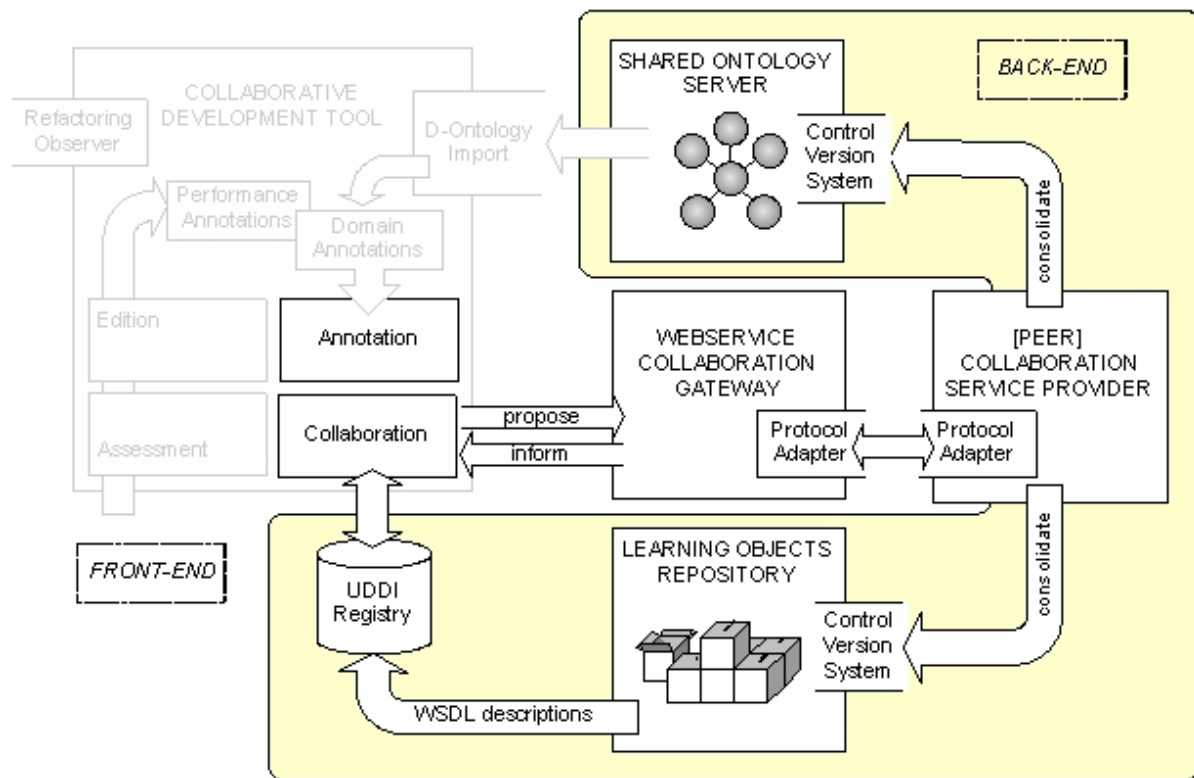 SHARED ONTOLOGY
SERVER
BACK-END
COLLABORATIVE
DEVELOPMENT TOOL
Refactoring
Observer
D-Ontology
Import
Control
Version
System
Performance
Annotations
Domain
Annotations
consolidate
Edition
Annotation
WEBSERVICE
COLLABORATION
GATEWAY
[PEER]
COLLABORATION
SERVICE PROVIDER
Assessment
Collaboration
propose
inform
Protocol
Adapter
Protocol
Adapter
FRONT-END
UDDI
Registry
LEARNING OBJECTS
REPOSITORY
consolidate
Control
Version
System
WSDL descriptions